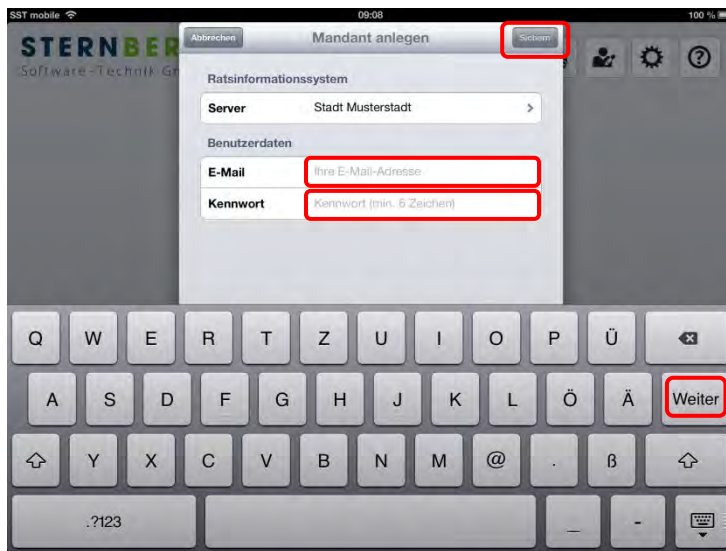 SST mobile 09:08 100 %
STERNBER
Software-Technik G
Abbrechen Mandant anlegen Sichern
Ratsinformationssystem
Server Stadt Musterstadt
Benutzerdaten
E-Mail Ihre E-Mail-Adresse
Kennwort Kennwort (min. 6 Zeichen)
Q W E R T Z U I O P Ü
A S D F G H J K L Ö Ä Weiter
Y X C V B N M @ . ß
.?123 _ -